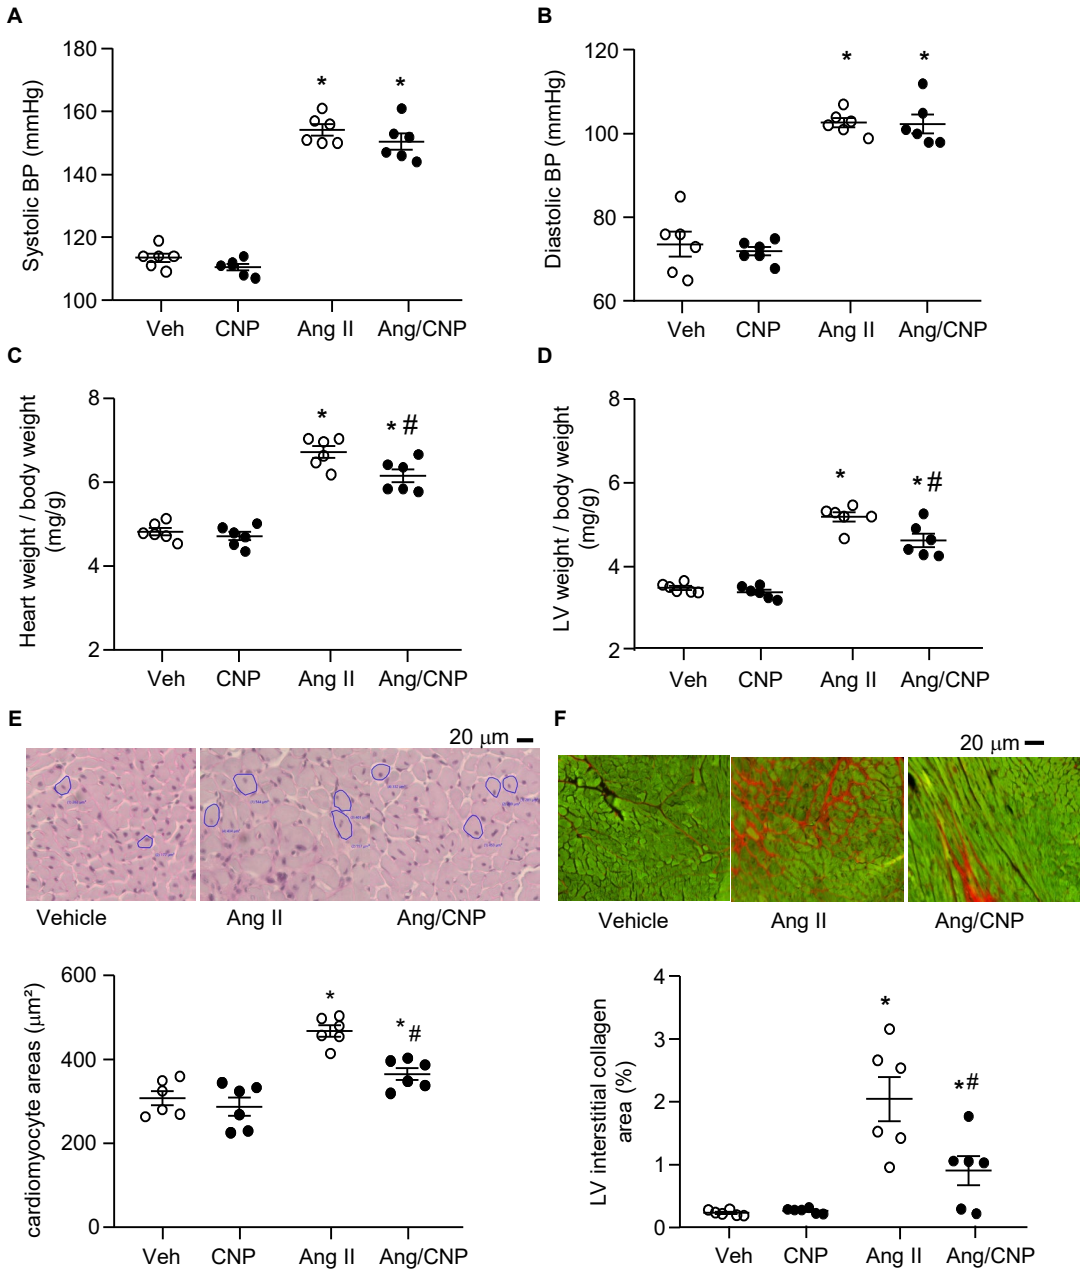 A
Systolic BP (mmHg)
180
160
140
120
100
* *
Veh CNP Ang II Ang/CNP
B
Diastolic BP (mmHg)
120
100
80
60
* *
Veh CNP Ang II Ang/CNP
C
Heart weight / body weight
(mg/g)
8
6
4
2
* * #
Veh CNP Ang II Ang/CNP
D
LV weight / body weight
(mg/g)
8
6
4
2
* * #
Veh CNP Ang II Ang/CNP
E
20 μm
Vehicle Ang II Ang/CNP
cardiomyocyte areas (μm²)
600
400
200
0
* * #
Veh CNP Ang II Ang/CNP
F
20 μm
Vehicle Ang II Ang/CNP
LV interstitial collagen
area (%)
4
3
2
1
0
* * #
Veh CNP Ang II Ang/CNP